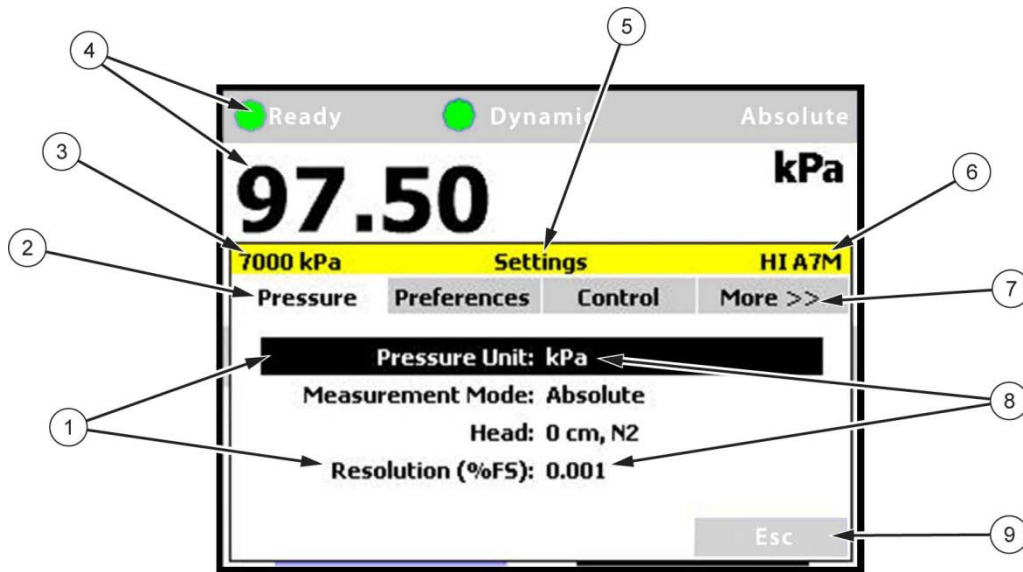 5
4
Ready Dynamic Absolute
97.50 kPa
3
6
7000 kPa Settings HI A7M
2
Pressure Preferences Control More >>
7
Pressure Unit: kPa
Measurement Mode: Absolute
1
8
Head: 0 cm, N2
Resolution (%FS): 0.001
Esc
9